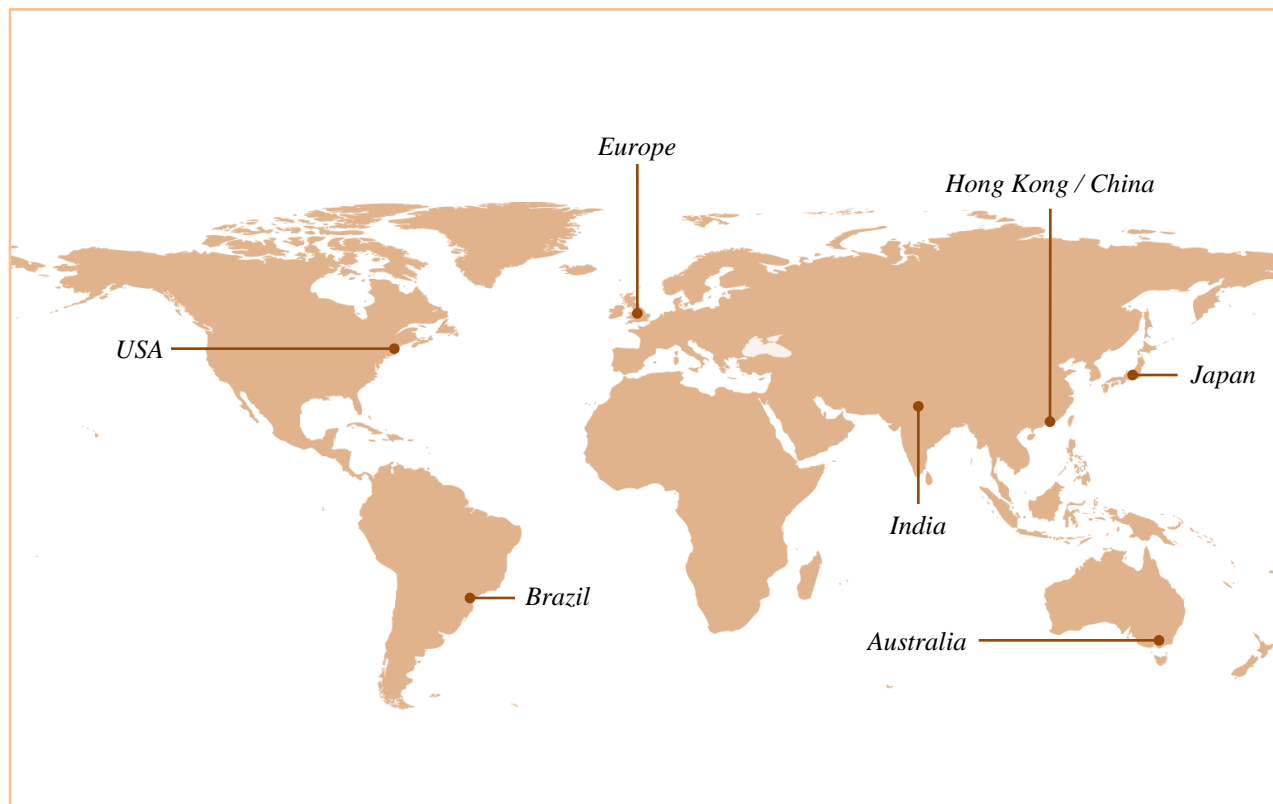 Europe
Hong Kong / China
USA
Japan
India
Brazil
Australia